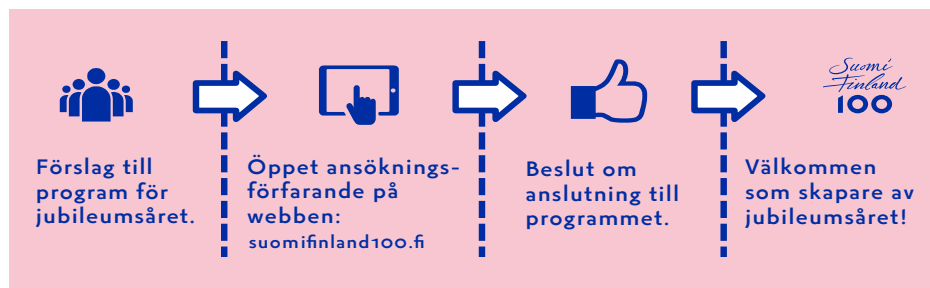 Suomi
Finland
100
Förslag till
program för
jubileumsåret.
Öppet ansöknings-
förfarande på
webben:
suomifinland100.fi
Beslut om
anslutning till
programmet.
Välkommen
som skapare av
jubileumsåret!